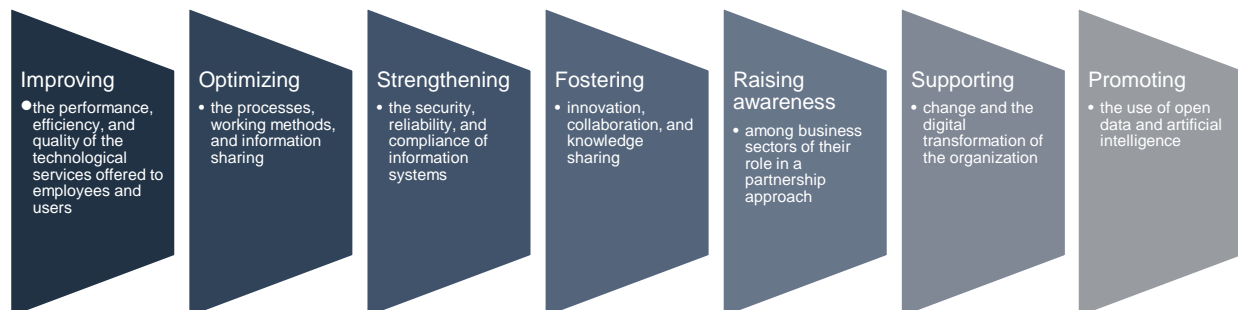 Improving
•the performance,
efficiency, and
quality of the
technological
services offered to
employees and
users
Optimizing
• the processes,
working methods,
and information
sharing
Strengthening
• the security,
reliability, and
compliance of
information
systems
Fostering
• innovation,
collaboration, and
knowledge
sharing
Raising
awareness
• among business
sectors of their
role in a
partnership
approach
Supporting
• change and the
digital
transformation of
the organization
Promoting
• the use of open
data and artificial
intelligence